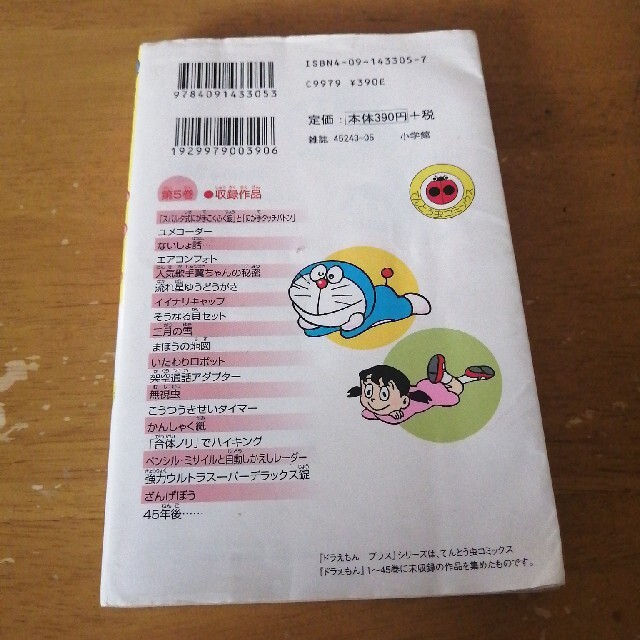 ISBN4-09-143305-7
C9979 ¥390E
9784091433053
定価：本体390円＋税
雑誌 45243-05 小学館
1929979003906
てんとう虫コミックス
第5巻 ●収録作品
『スパルタ式にが手こくふく錠』と『にが手タッチバトン』
ユメコーダー
ないしょ話…
エアコンフォト
人気歌手翼ちゃんの秘密
流れ星ゆうどうがさ
イイナリキャップ
そうなる貝セット
二月の雪
まほうの地図
いたわりロボット
架空通話アダプター
無視虫
こうつうきせいタイマー
かんしゃく紙
「合体ノリ」でハイキング
ペンシル・ミサイルと自動しかえしレーダー
強力ウルトラスーパーデラックス錠
ざんげぼう
45年後……
『ドラえもん プラス』シリーズは、てんとう虫コミックス
『ドラえもん』1〜45巻に未収録の作品を集めたものです。